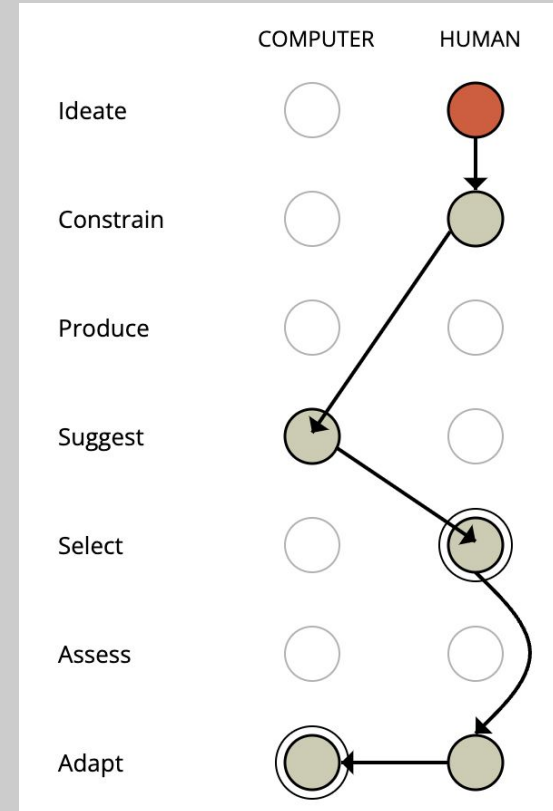 COMPUTER HUMAN
Ideate
Constrain
Produce
Suggest
Select
Assess
Adapt